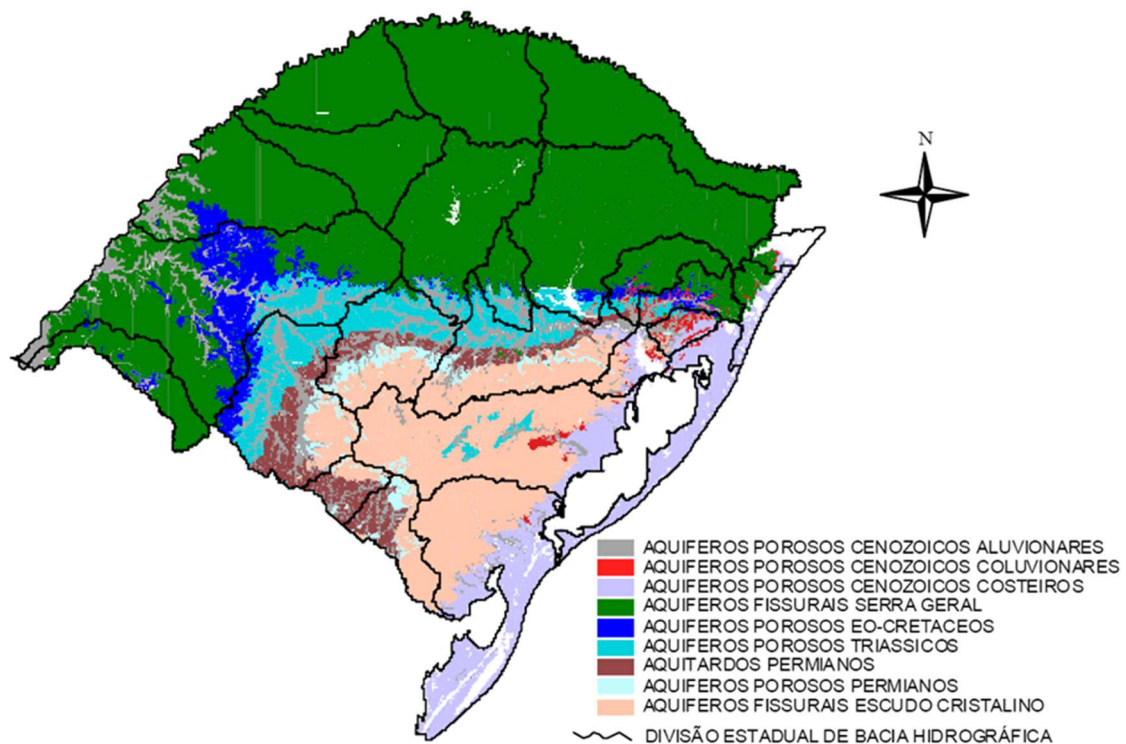 N
AQUIFEROS POROSOS CENOZOICOS ALUVIONARES
AQUIFEROS POROSOS CENOZOICOS COLUVIONARES
AQUIFEROS POROSOS CENOZOICOS COSTEIROS
AQUIFEROS FISSURAIS SERRA GERAL
AQUIFEROS POROSOS EO-CRETACEOS
AQUIFEROS POROSOS TRIASSICOS
AQUITARDOS PERMIANOS
AQUIFEROS POROSOS PERMIANOS
AQUIFEROS FISSURAIS ESCUDO CRISTALINO
DIVISÃO ESTADUAL DE BACIA HIDROGRÁFICA